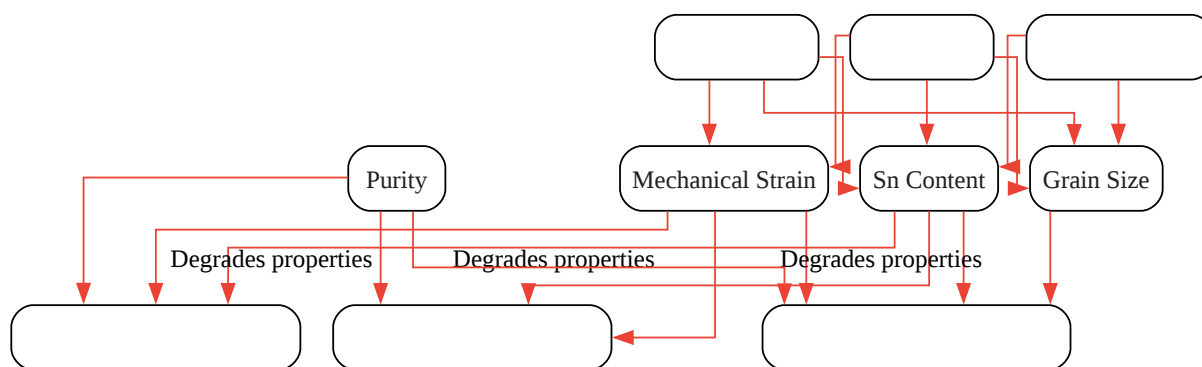 Purity
Mechanical Strain
Sn Content
Grain Size
Degrades properties
Degrades properties
Degrades properties